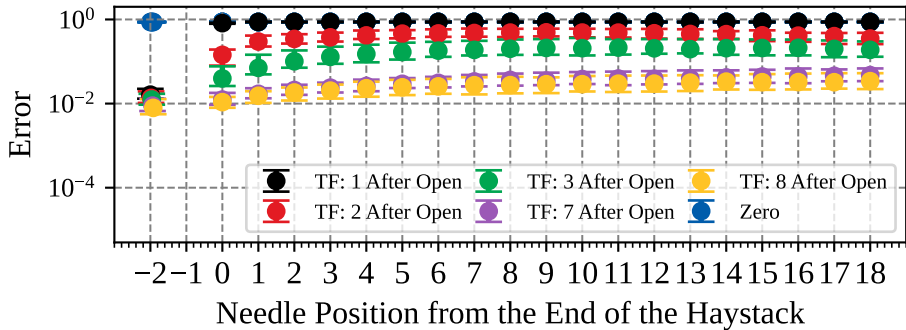 10⁰
10⁻²
10⁻⁴
Error
TF: 1 After Open TF: 3 After Open TF: 8 After Open
TF: 2 After Open TF: 7 After Open Zero
−2 −1 0 1 2 3 4 5 6 7 8 9 10 11 12 13 14 15 16 17 18
Needle Position from the End of the Haystack